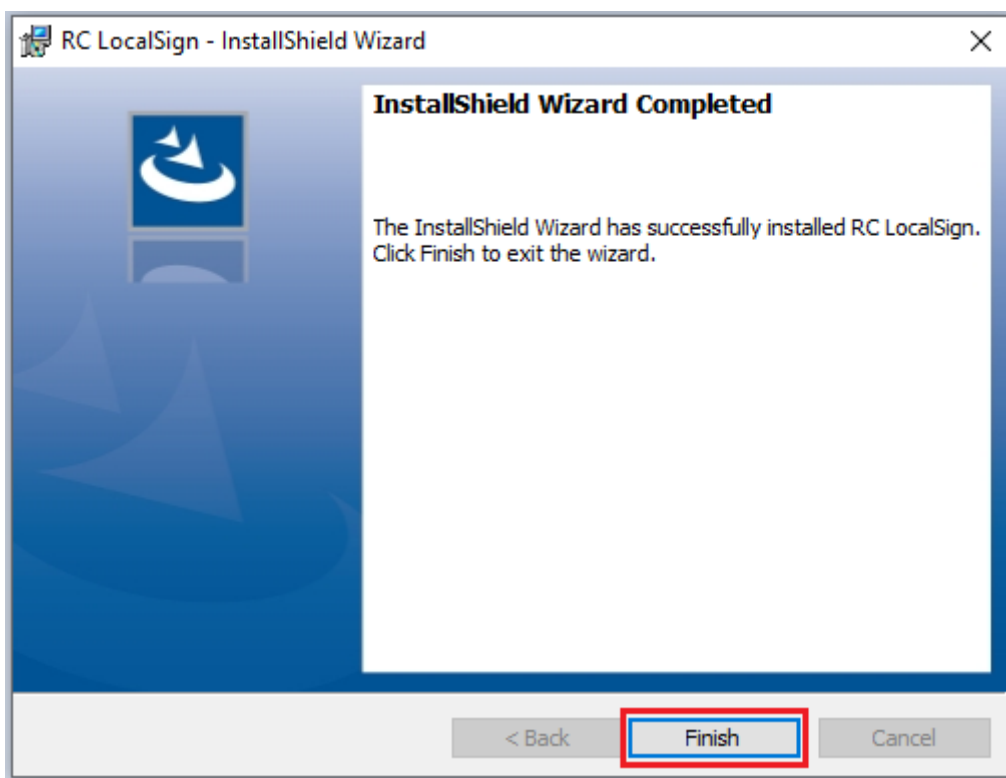 RC LocalSign - InstallShield Wizard
InstallShield Wizard Completed
The InstallShield Wizard has successfully installed RC LocalSign.
Click Finish to exit the wizard.
< Back
Finish
Cancel